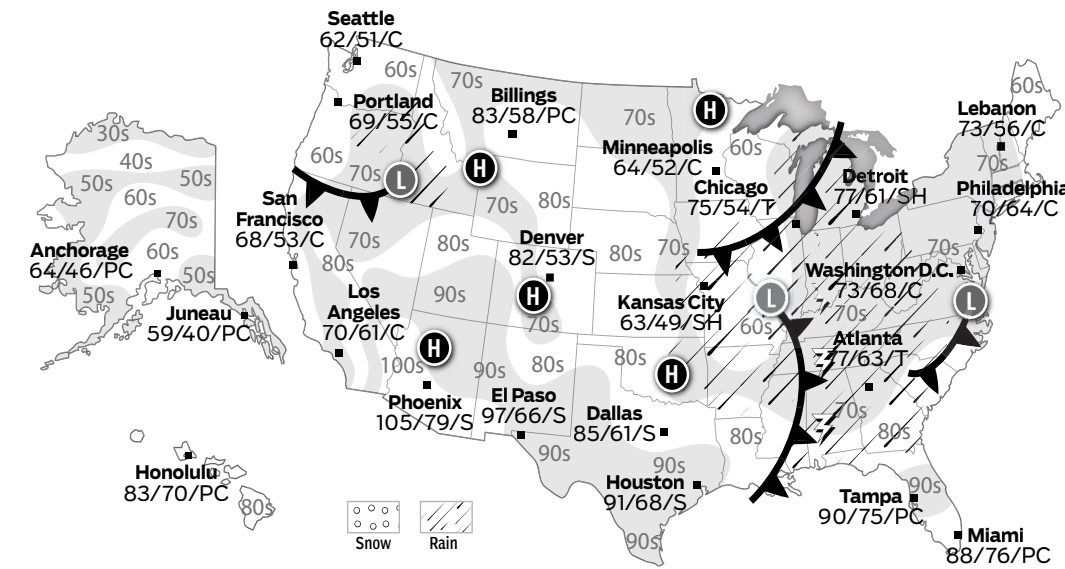 Seattle
62/51/C
60s
70s
Portland
69/55/C
Billings
83/58/PC
70s
H
60s
Lebanon
73/56/C
30s
40s
50s
50s
60s
70s
60s
50s
50s
Anchorage
64/46/PC
Juneau
59/40/PC
60s
70s
L
H
70s
80s
Minneapolis
64/52/C
60s
Chicago
75/54/T
Detroit
77/61/SH
70s
Philadelphia
70/64/C
San
Francisco
68/53/C
70s
80s
80s
Denver
82/53/S
80s
70s
70s
Washington D.C.
73/68/C
Los
Angeles
70/61/C
90s
H
70s
Kansas City
63/49/SH
L
60s
70s
L
Atlanta
77/63/T
H
100s
90s
80s
80s
H
Phoenix
105/79/S
El Paso
97/66/S
Dallas
85/61/S
70s
80s
80s
90s
90s
Houston
91/68/S
90s
Honolulu
83/70/PC
80s
Snow
Rain
90s
Tampa
90/75/PC
Miami
88/76/PC